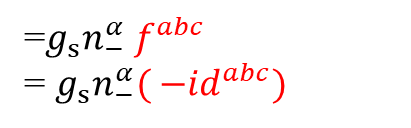 =g_s n_-^α f^{abc}
= g_s n_-^α ( −id^{abc})